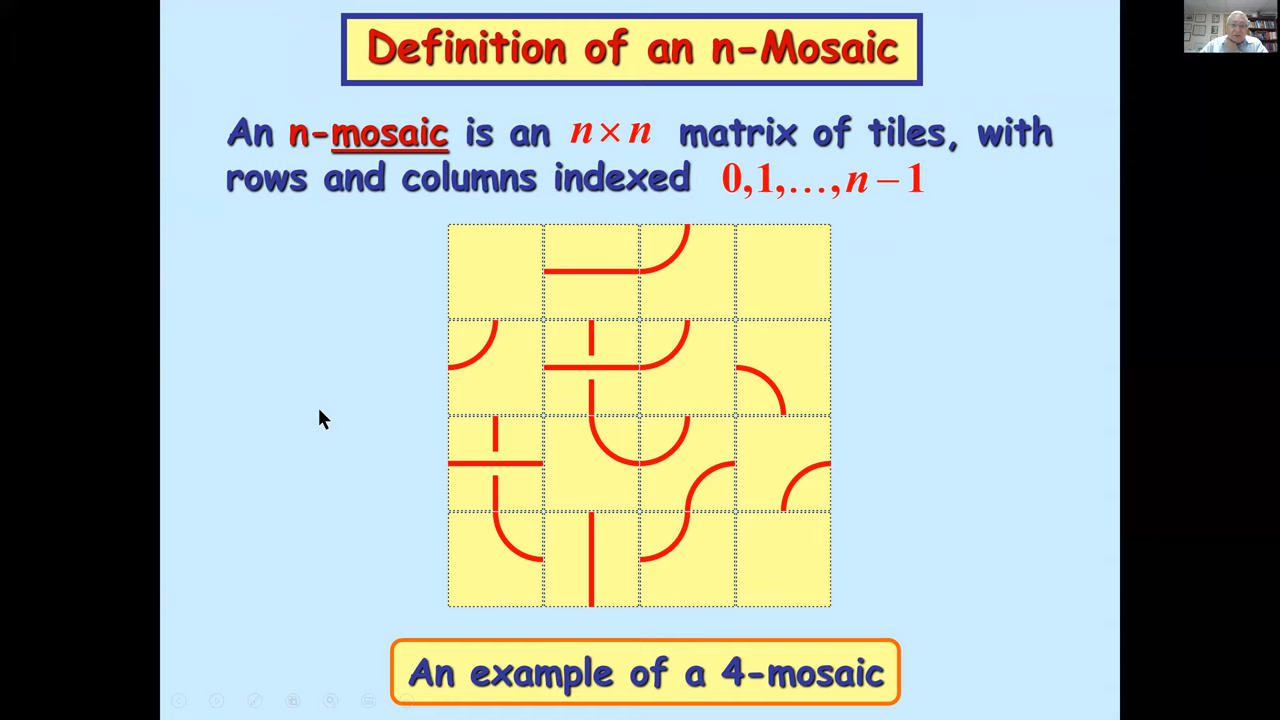 Definition of an n-Mosaic
An n-mosaic is an n × n matrix of tiles, with
rows and columns indexed 0,1,…,n – 1
An example of a 4-mosaic